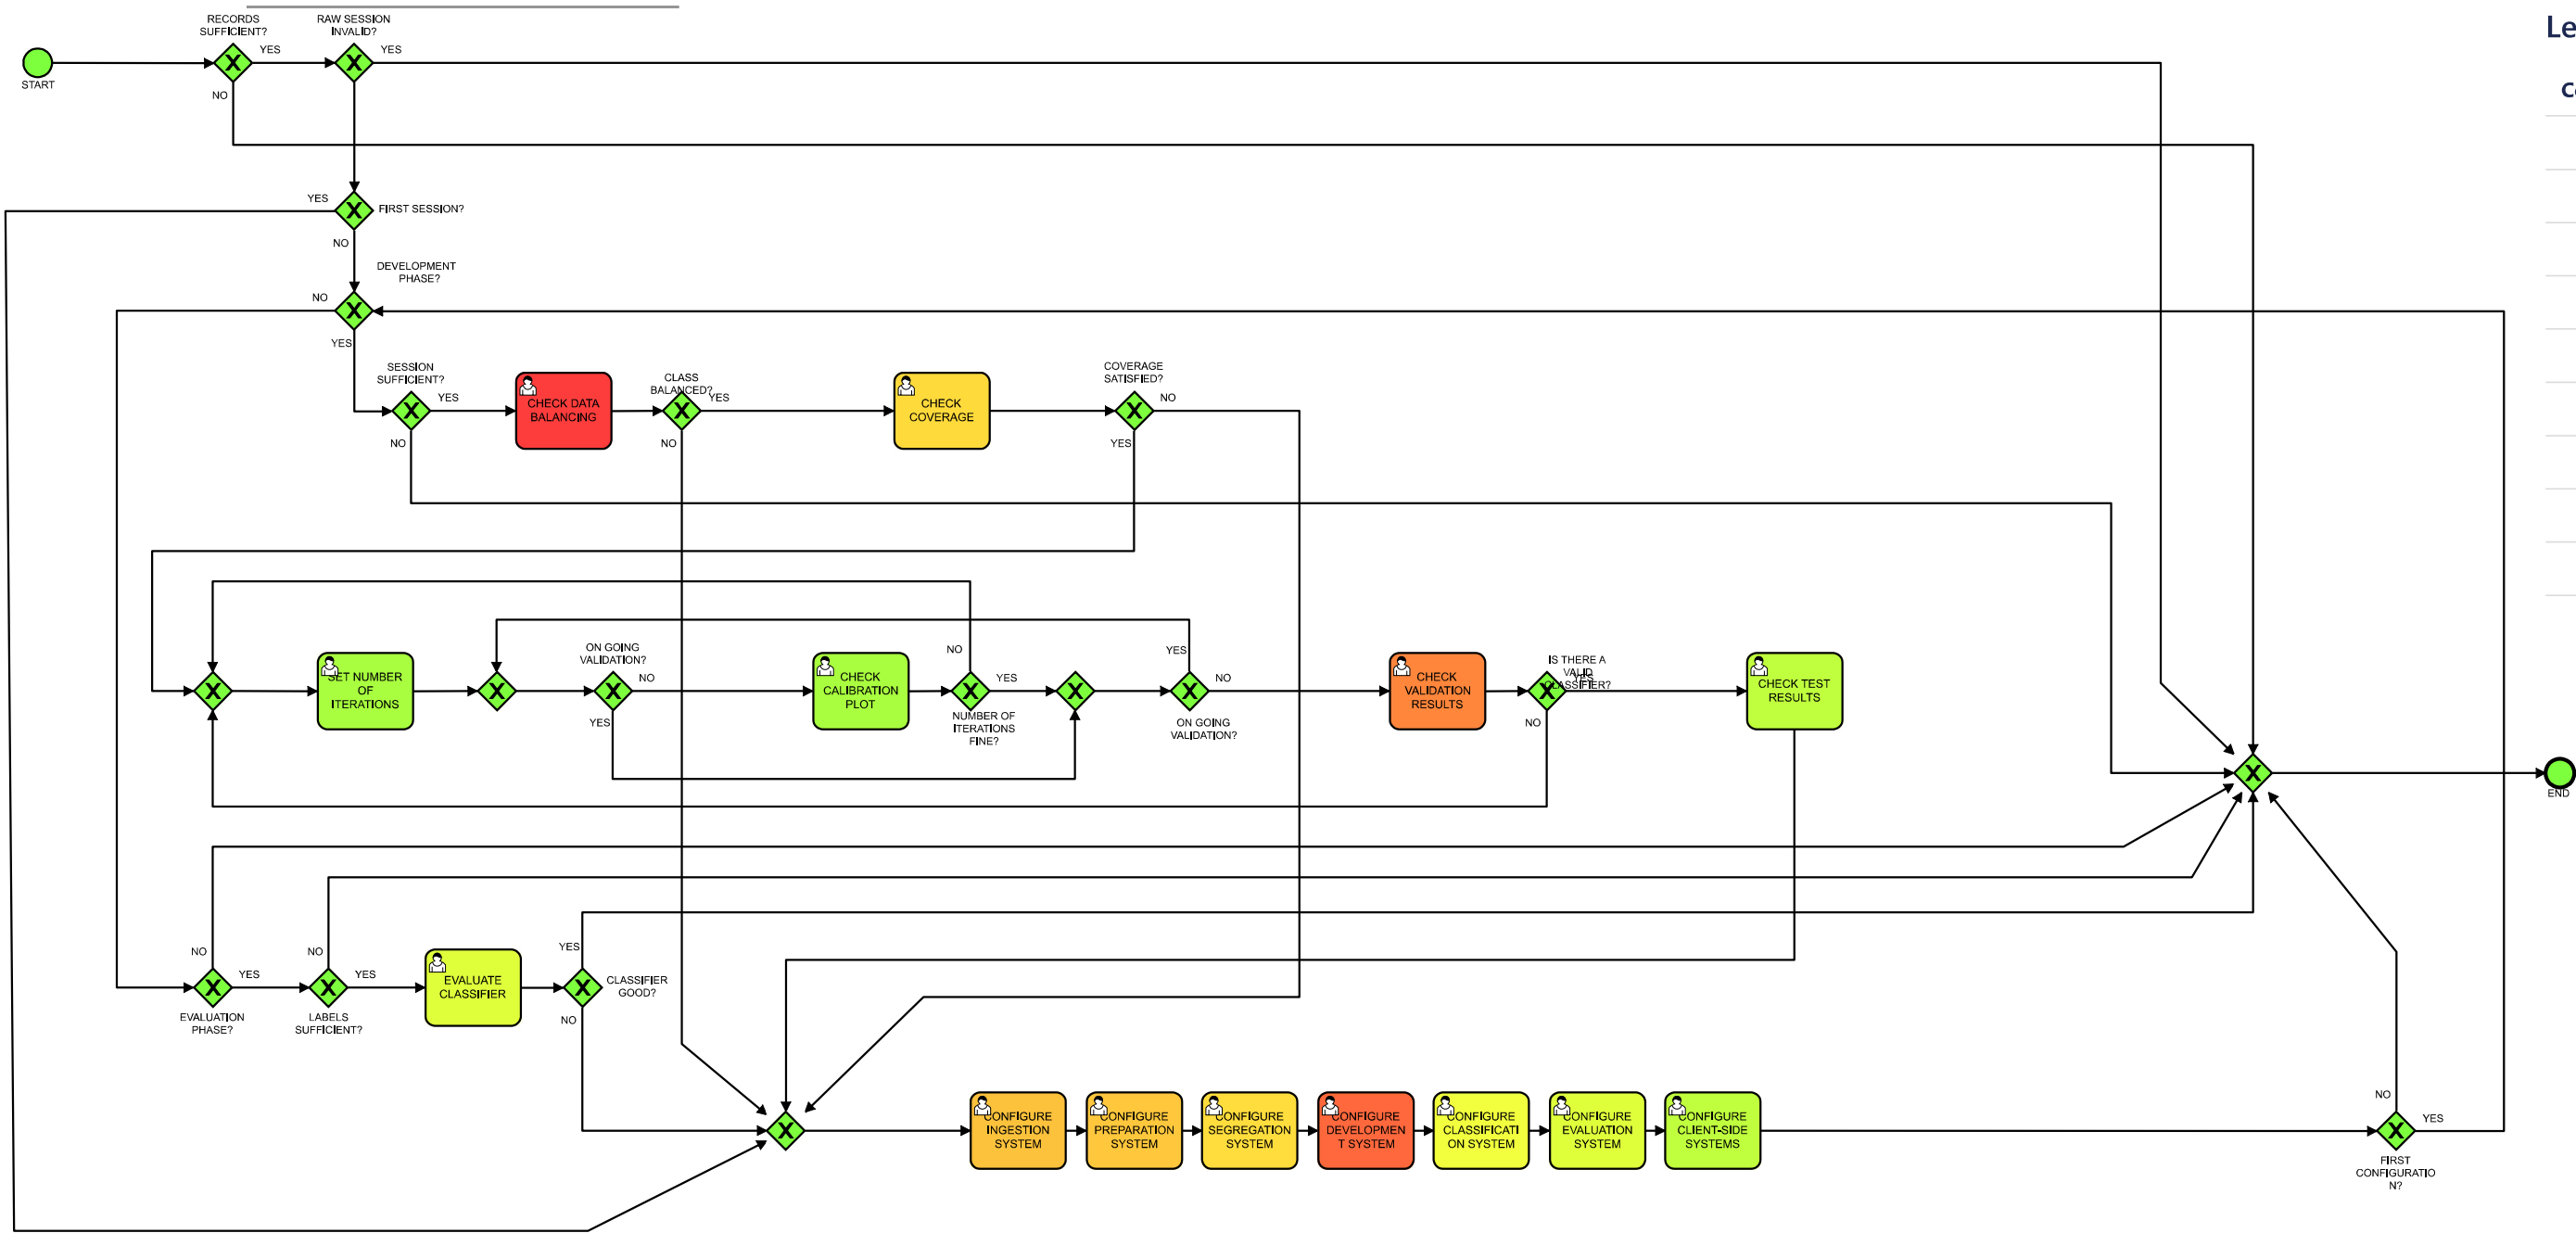 RECORDS
SUFFICIENT?
RAW SESSION
INVALID?
Le
YES
YES
START
NO
YES
FIRST SESSION?
NO
DEVELOPMENT
PHASE?
NO
YES
SESSION
SUFFICIENT?
YES
NO
CHECK DATA
BALANCING
CLASS
BALANCED?
YES
NO
CHECK
COVERAGE
COVERAGE
SATISFIED?
NO
YES
SET NUMBER
OF
ITERATIONS
ON GOING
VALIDATION?
NO
YES
CHECK
CALIBRATION
PLOT
NO
YES
NUMBER OF
ITERATIONS
FINE?
YES
NO
ON GOING
VALIDATION?
CHECK
VALIDATION
RESULTS
IS THERE A
VALID
CLASSIFIER?
YES
NO
CHECK TEST
RESULTS
END
NO
YES
EVALUATION
PHASE?
NO
YES
LABELS
SUFFICIENT?
EVALUATE
CLASSIFIER
YES
CLASSIFIER
GOOD?
NO
CONFIGURE
INGESTION
SYSTEM
CONFIGURE
PREPARATION
SYSTEM
CONFIGURE
SEGREGATION
SYSTEM
CONFIGURE
DEVELOPMEN
T SYSTEM
CONFIGURE
CLASSIFICATI
ON SYSTEM
CONFIGURE
EVALUATION
SYSTEM
CONFIGURE
CLIENT-SIDE
SYSTEMS
NO
YES
FIRST
CONFIGURATIO
N?